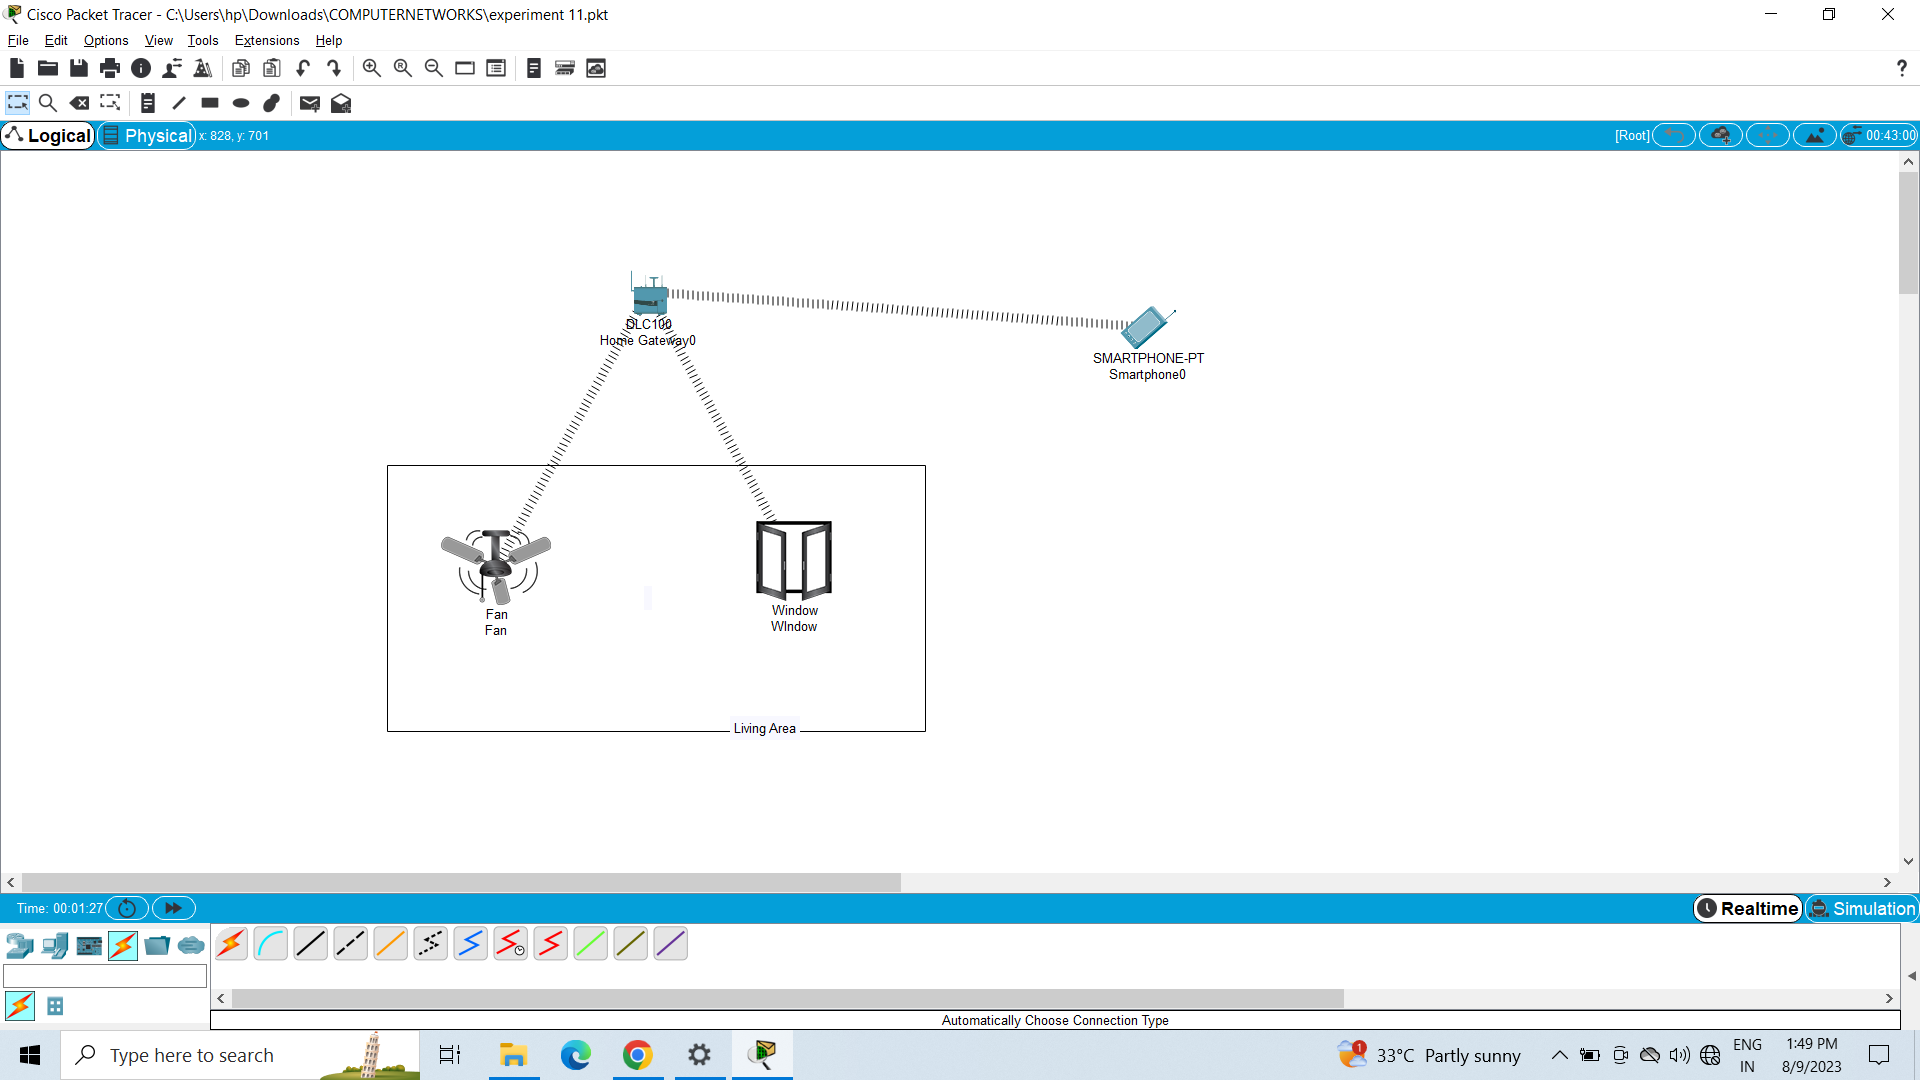 Cisco Packet Tracer - C:\Users\hp\Downloads\COMPUTERNETWORKS\experiment 11.pkt
File Edit Options View Tools Extensions Help
?
Logical Physical x: 828, y: 701 [Root] 00:43:00
DLC100
Home Gateway0
SMARTPHONE-PT
Smartphone0
Fan
Fan
Window
WIndow
Living Area
Time: 00:01:27 Realtime Simulation
Automatically Choose Connection Type
Type here to search
1 33°C Partly sunny
ENG
IN
1:49 PM
8/9/2023